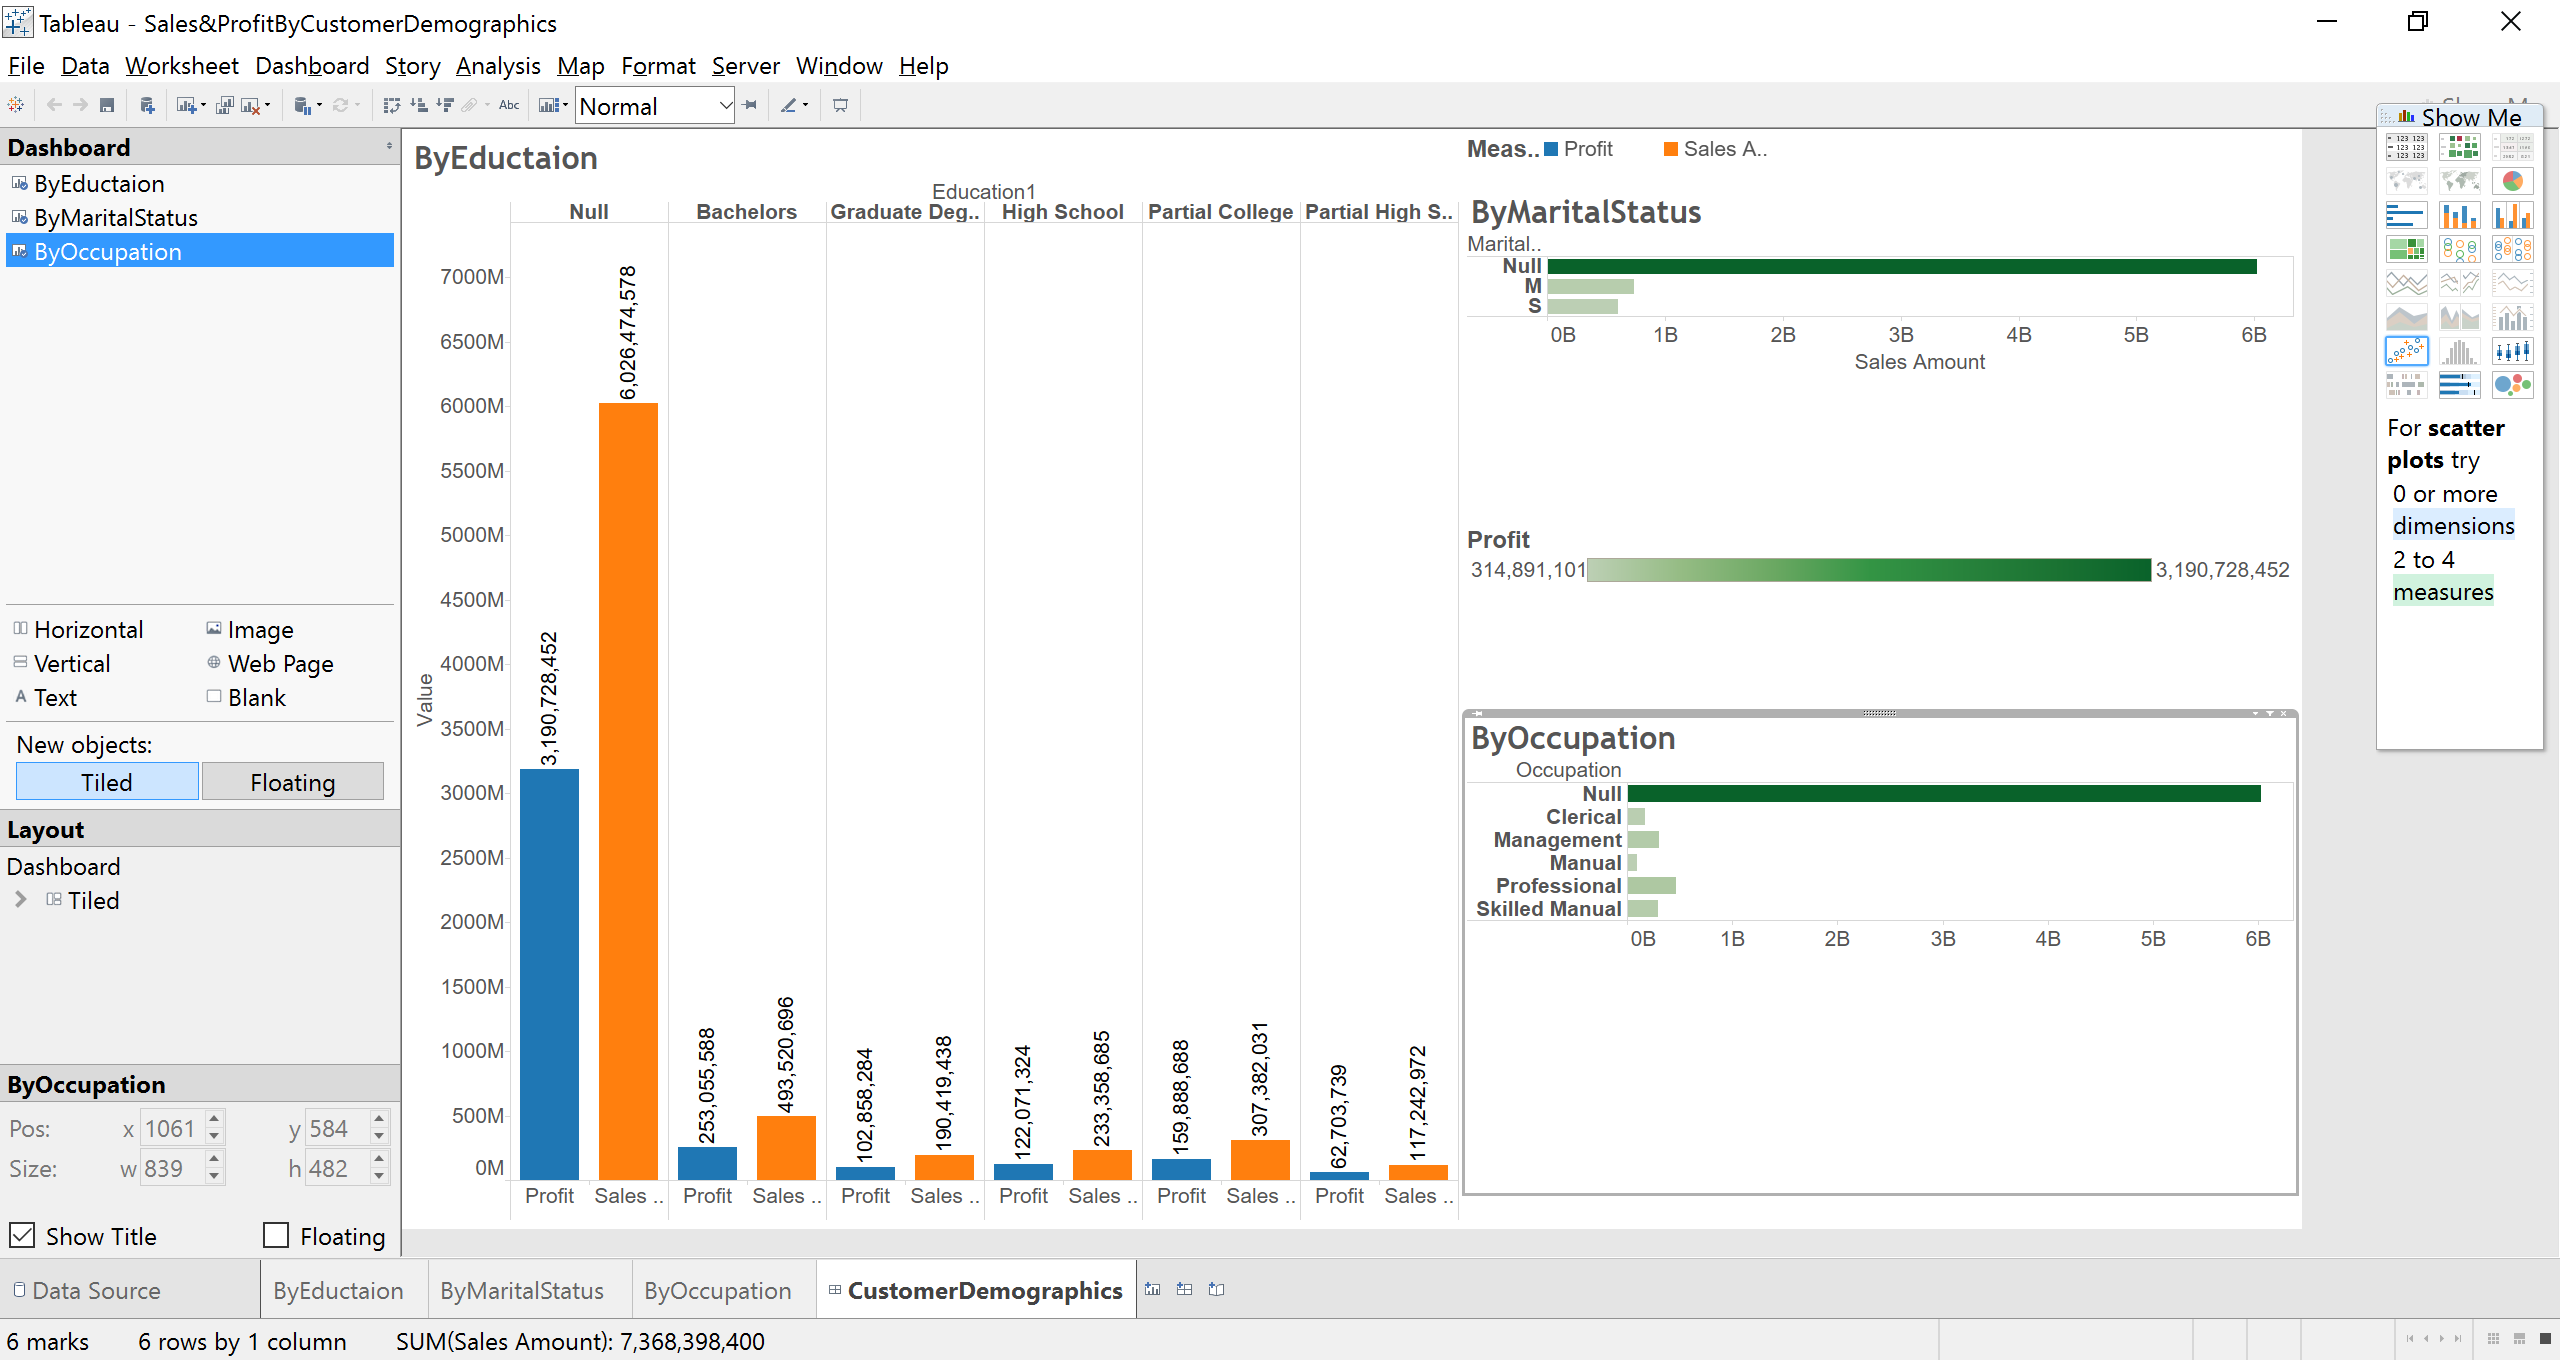 Tableau - Sales&ProfitByCustomerDemographics
File Data Worksheet Dashboard Story Analysis Map Format Server Window Help
Abc Normal
Show Me
Dashboard
ByEductaion
ByMaritalStatus
ByOccupation
Horizontal Image
Vertical Web Page
Text Blank
New objects:
Tiled Floating
Layout
Dashboard
Tiled
ByOccupation
Pos: x 1061 y 584
Size: w 839 h 482
Show Title Floating
ByEductaion
Education1
Null Bachelors Graduate Deg.. High School Partial College Partial High S..
Value
7000M
6500M
6000M
5500M
5000M
4500M
4000M
3500M
3000M
2500M
2000M
1500M
1000M
500M
0M
3,190,728,452
6,026,474,578
253,055,588
493,520,696
102,858,284
190,419,438
122,071,324
233,358,685
159,888,688
307,382,031
62,703,739
117,242,972
Profit Sales .. Profit Sales .. Profit Sales .. Profit Sales .. Profit Sales .. Profit Sales ..
Meas.. Profit Sales A..
ByMaritalStatus
Marital..
Null
M
S
0B 1B 2B 3B 4B 5B 6B
Sales Amount
Profit
314,891,101 3,190,728,452
ByOccupation
Occupation
Null
Clerical
Management
Manual
Professional
Skilled Manual
0B 1B 2B 3B 4B 5B 6B
For scatter
plots try
0 or more
dimensions
2 to 4
measures
Data Source ByEductaion ByMaritalStatus ByOccupation CustomerDemographics
6 marks 6 rows by 1 column SUM(Sales Amount): 7,368,398,400